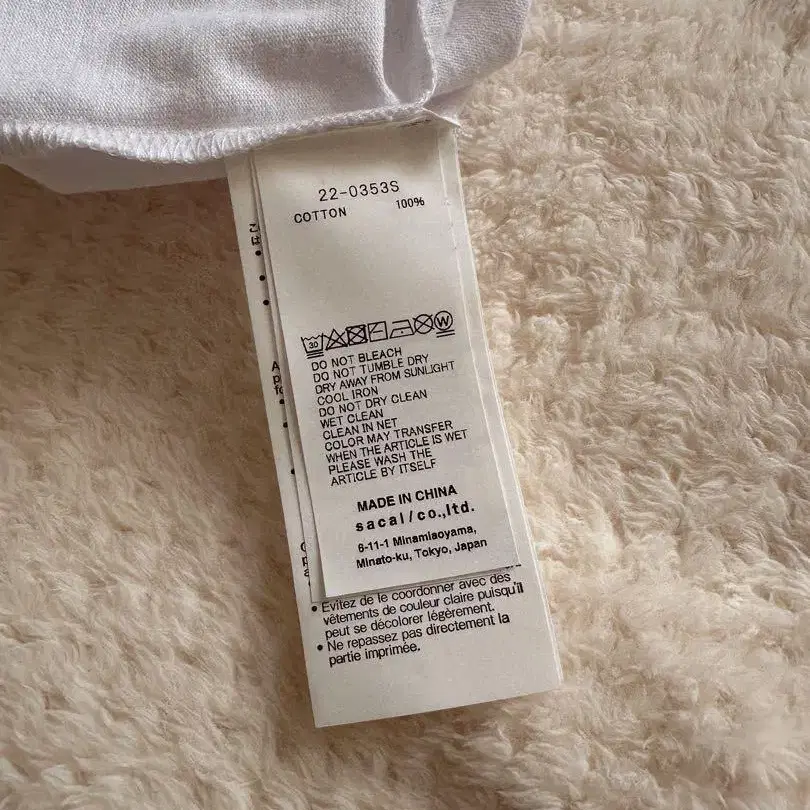 22-0353S
COTTON 100%
30 W
DO NOT BLEACH
DO NOT TUMBLE DRY
DRY AWAY FROM SUNLIGHT
COOL IRON
DO NOT DRY CLEAN
WET CLEAN
CLEAN IN NET
COLOR MAY TRANSFER
WHEN THE ARTICLE IS WET
PLEASE WASH THE
ARTICLE BY ITSELF
MADE IN CHINA
sacai/co.,ltd.
6-11-1 Minamiaoyama,
Minato-ku, Tokyo, Japan
• Evitez de le coordonner avec des
vêtements de couleur claire puisqu'il
peut se décolorer légèrement.
• Ne repassez pas directement la
partie imprimée.